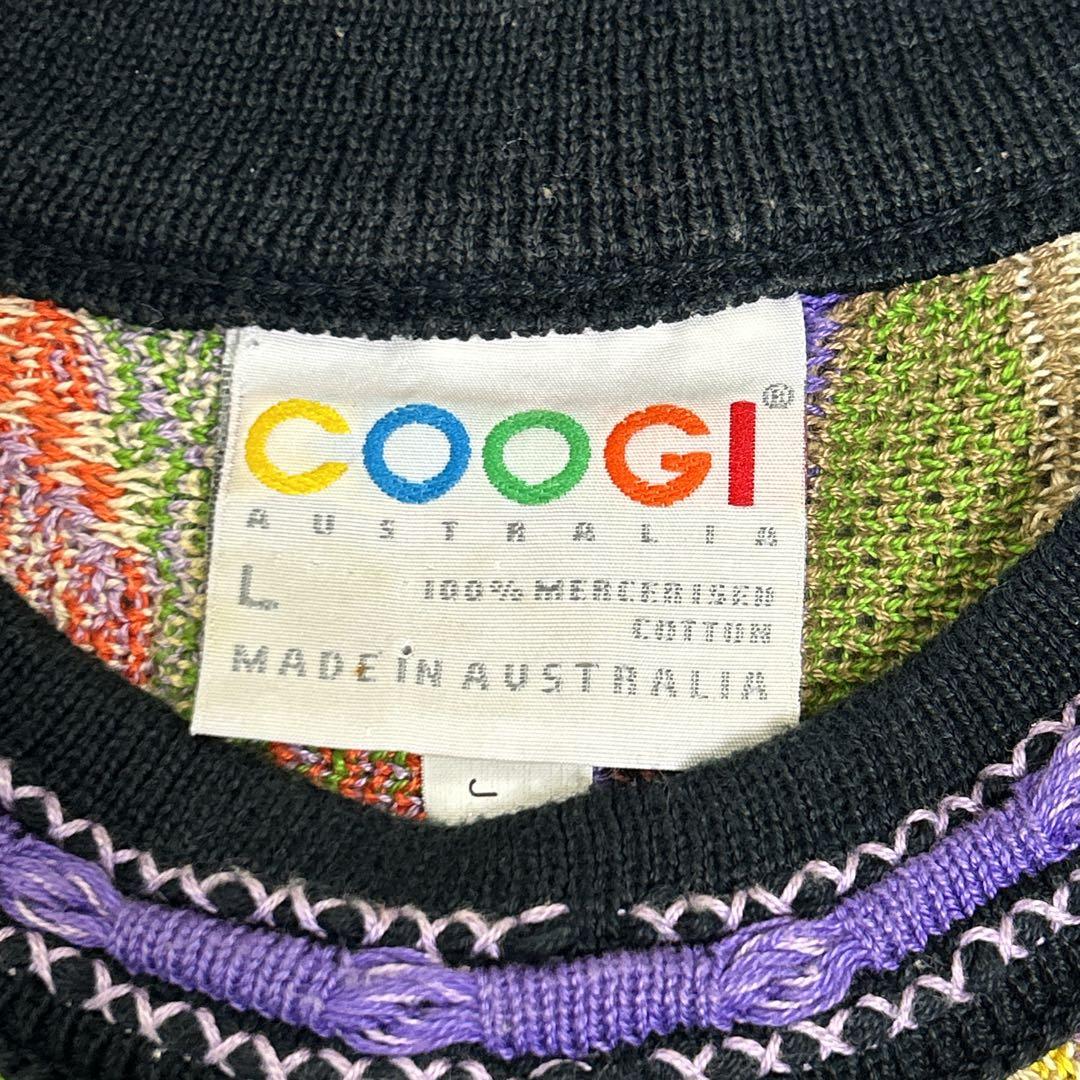 COOGI®
AUSTRALIA
L 100% MERCERISED
COTTON
MADE iN AUSTRALIA